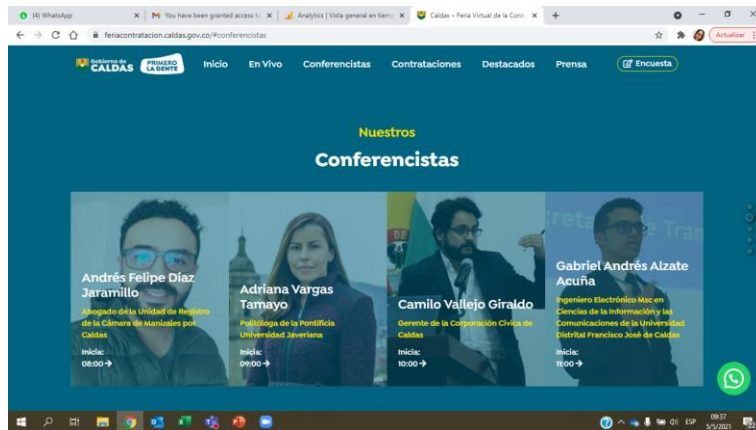 (4) WhatsApp
You have been granted access to
Analytics | Vista general en tiem
Caldas – Feria Virtual de la Contr
feriacontratacion.caldas.gov.co/#conferencistas
Actualizar
Gobierno de
CALDAS
PRIMERO
LA GENTE
Inicio
En Vivo
Conferencistas
Contrataciones
Destacados
Prensa
Encuesta
Nuestros
Conferencistas
Andrés Felipe Díaz
Jaramillo
Abogado de la Unidad de Registro
de la Cámara de Manizales por
Caldas
Inicia:
08:00
Adriana Vargas
Tamayo
Politóloga de la Pontificia
Universidad Javeriana
Inicia:
09:00
Camilo Vallejo Giraldo
Gerente de la Corporación Cívica de
Caldas
Inicia:
10:00
Gabriel Andrés Alzate
Acuña
Ingeniero Electrónico Msc en
Ciencias de la Información y las
Comunicaciones de la Universidad
Distrital Francisco José de Caldas
Inicia:
11:00
ESP
09:37
5/5/2021